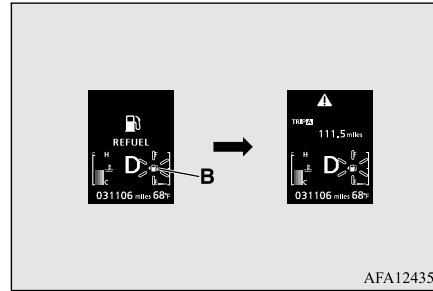 REFUEL
H
F
D
C
E
031106 miles 68°F
B
TRIP A
111.5 miles
H
F
D
C
E
031106 miles 68°F
AFA12435